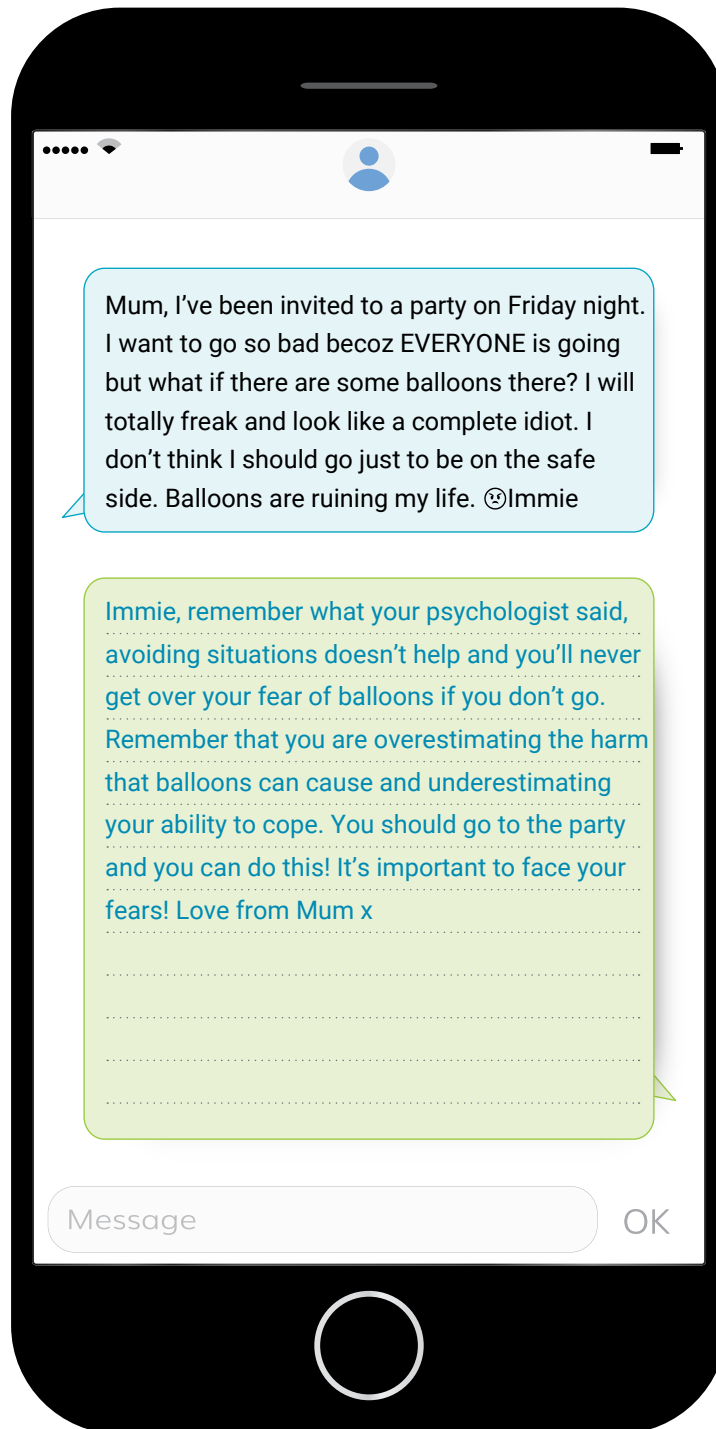 Mum, I’ve been invited to a party on Friday night.
I want to go so bad becoz EVERYONE is going
but what if there are some balloons there? I will
totally freak and look like a complete idiot. I
don’t think I should go just to be on the safe
side. Balloons are ruining my life. 😠Immie
Immie, remember what your psychologist said,
avoiding situations doesn’t help and you’ll never
get over your fear of balloons if you don’t go.
Remember that you are overestimating the harm
that balloons can cause and underestimating
your ability to cope. You should go to the party
and you can do this! It’s important to face your
fears! Love from Mum x
Message
OK